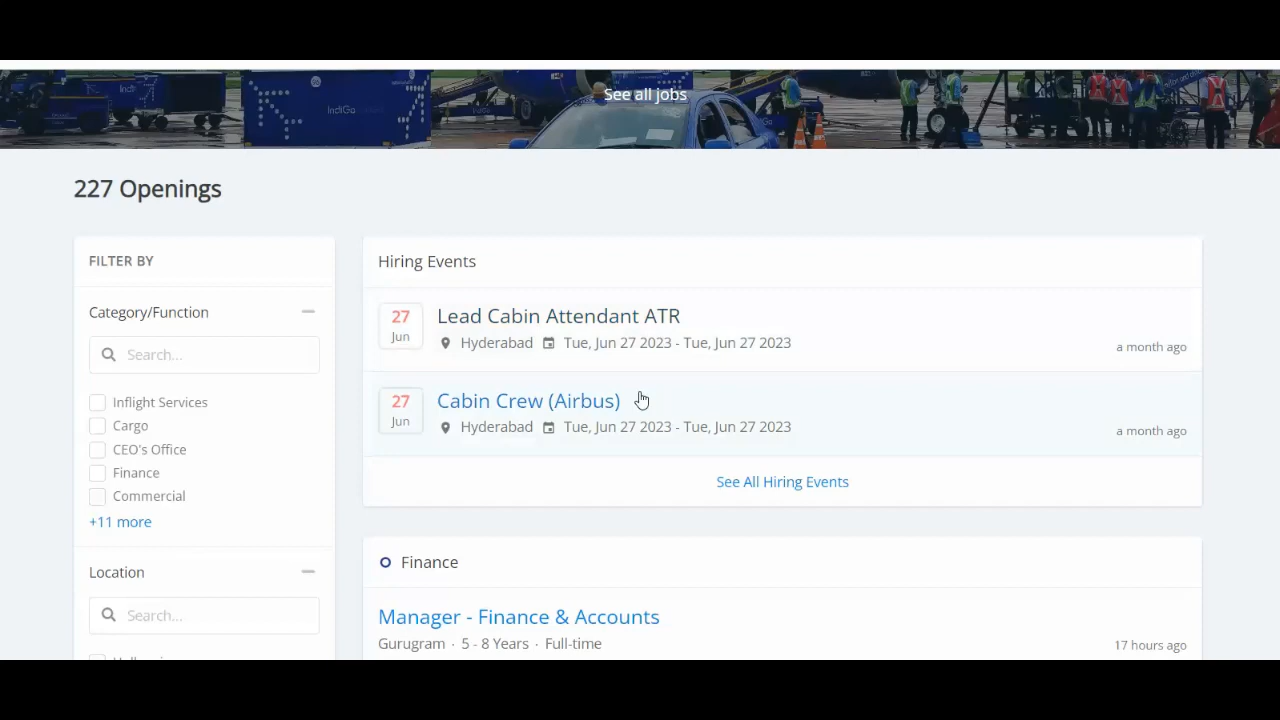 See all jobs
IndiGo
227 Openings
FILTER BY
Category/Function
Search...
Inflight Services
Cargo
CEO's Office
Finance
Commercial
+11 more
Location
Search...
Hiring Events
27
Jun
Lead Cabin Attendant ATR
Hyderabad Tue, Jun 27 2023 - Tue, Jun 27 2023
a month ago
27
Jun
Cabin Crew (Airbus)
Hyderabad Tue, Jun 27 2023 - Tue, Jun 27 2023
a month ago
See All Hiring Events
Finance
Manager - Finance & Accounts
Gurugram · 5 - 8 Years · Full-time
17 hours ago